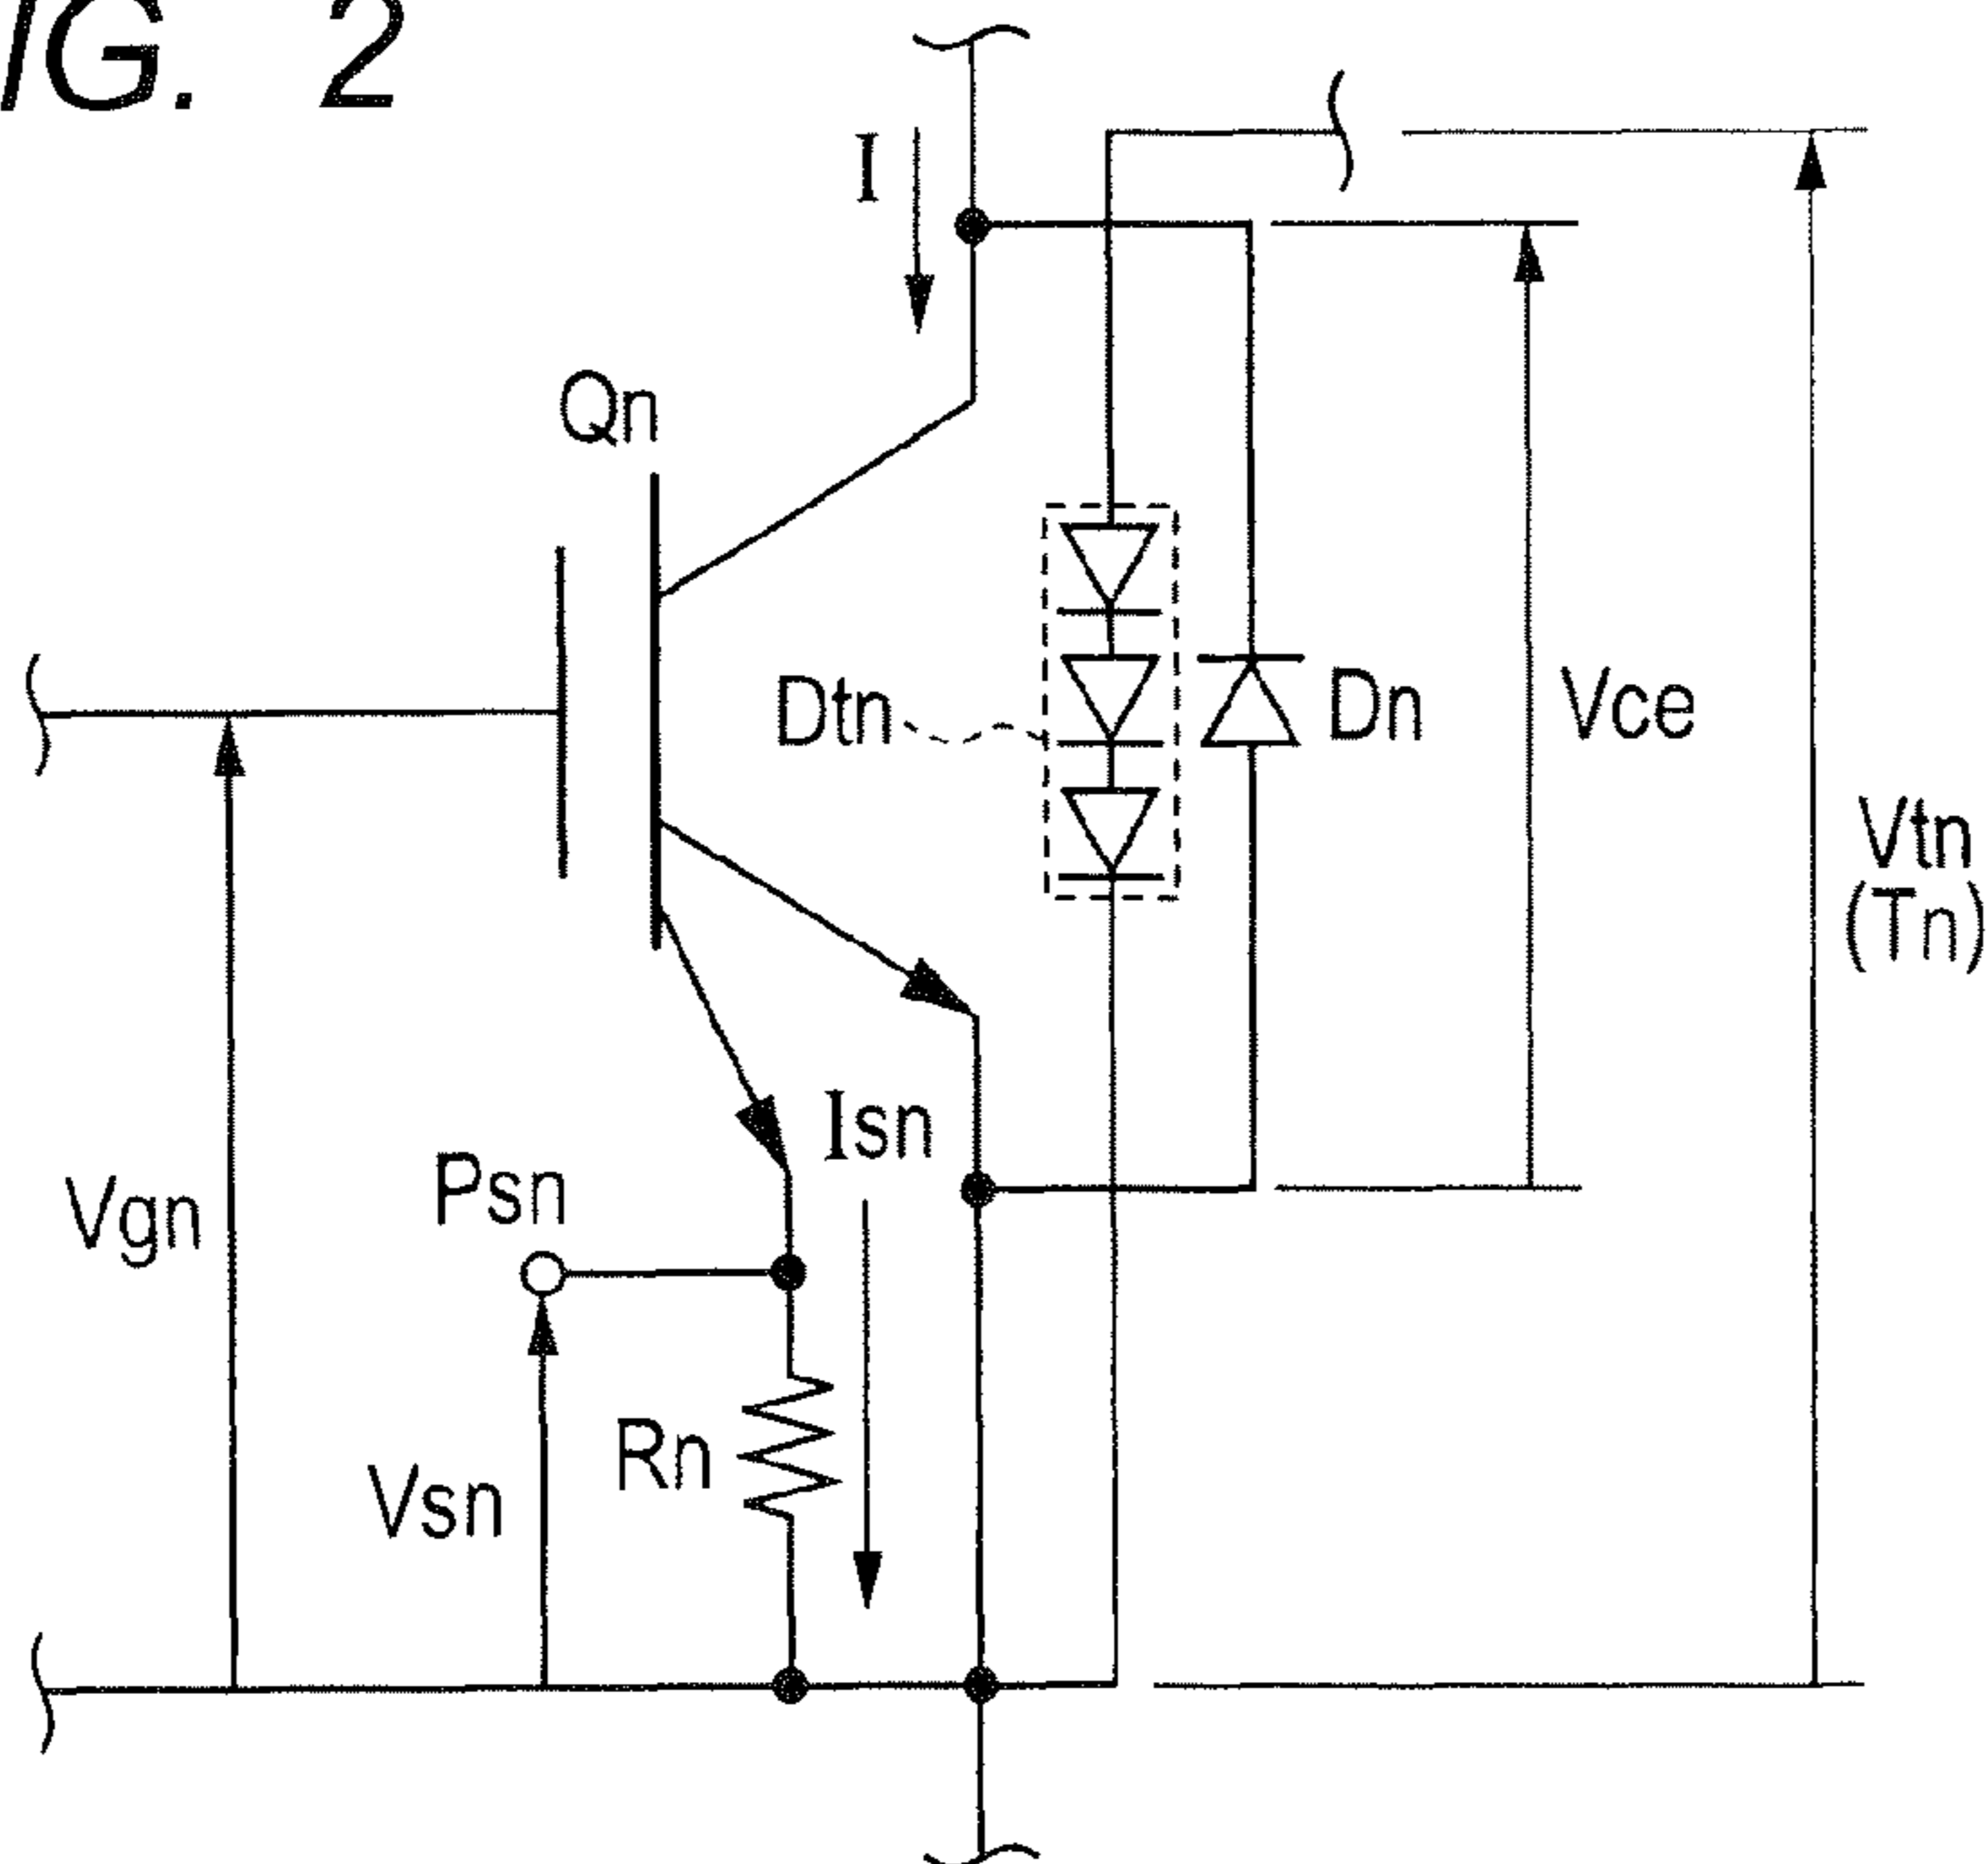 IG. 2
I
Qn
Dtn
Dn
Vce
Vtn
(Tn)
Isn
Psn
Vgn
Rn
Vsn